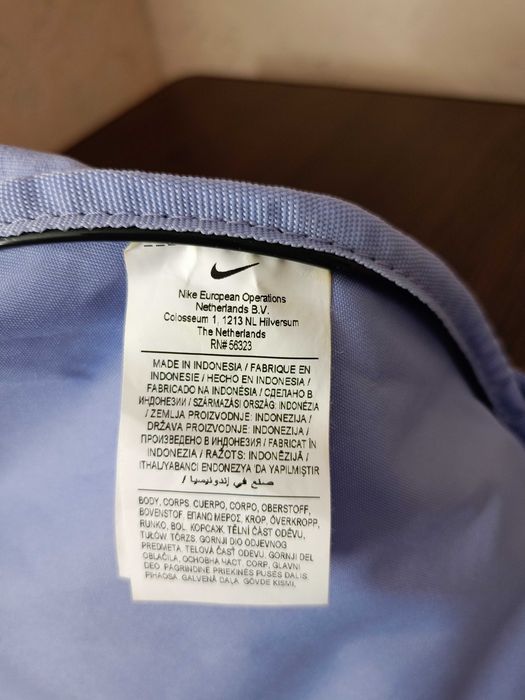 Nike European Operations
Netherlands B.V.
Colosseum 1, 1213 NL Hilversum
The Netherlands
RN# 56323
MADE IN INDONESIA / FABRIQUE EN
INDONESIE / HECHO EN INDONESIA /
FABRICADO NA INDONÉSIA / СДЕЛАНО В
ИНДОНЕЗИИ / SZÁRMAZÁSI ORSZÁG: INDONÉZIA
/ ZEMLJA PROIZVODNJE: INDONEZIJA /
DRŽAVA PROIZVODNJE: INDONEZIJA /
ПРОИЗВЕДЕНО В ИНДОНЕЗИЯ / FABRICAT ÎN
INDONEZIA / RAŽOTS: INDONĒZIJĀ /
ITHAL/YABANCI ENDONEZYA 'DA YAPILMIŞTIR
/ صنع في إندونيسيا
BODY, CORPS, CUERPO, CORPO, OBERSTOFF,
BOVENSTOF, ΕΠΑΝΩ ΜΕΡΟΣ, KROP, ÖVERKROPP,
RUNKO, BOL, КОРСАЖ, TĚLNÍ ČÁST ODĚVU,
TUŁÓW, TÖRZS, GORNJI DIO ODJEVNOG
PREDMETA, TELOVÁ ČASŤ ODEVU, GORNJI DEL
OBLAČILA, ОСНОВНА ЧАСТ, CORP, GLAVNI
DEO, PAGRINDINĖ PRIEKINĖS PUSĖS DALIS,
PIHAOSA, GALVENĀ DAĻA, GÖVDE KISMI,